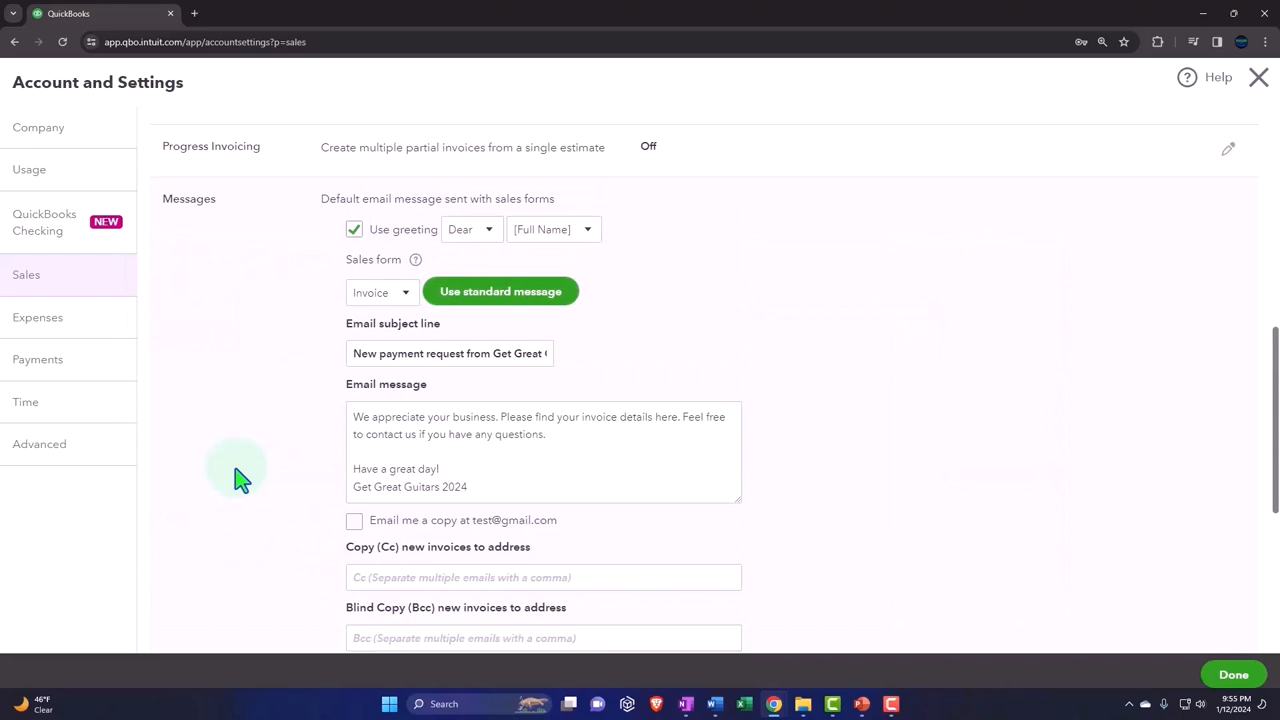 QuickBooks
app.qbo.intuit.com/app/accountsettings?p=sales
Account and Settings
? Help
Company
Usage
QuickBooks
Checking
NEW
Sales
Expenses
Payments
Time
Advanced
Progress Invoicing
Create multiple partial invoices from a single estimate
Off
Messages
Default email message sent with sales forms
Use greeting
Dear
[Full Name]
Sales form ?
Invoice
Use standard message
Email subject line
New payment request from Get Great
Email message
We appreciate your business. Please find your invoice details here. Feel free
to contact us if you have any questions.
Have a great day!
Get Great Guitars 2024
Email me a copy at test@gmail.com
Copy (Cc) new invoices to address
Cc (Separate multiple emails with a comma)
Blind Copy (Bcc) new invoices to address
Bcc (Separate multiple emails with a comma)
Done
46°F
Clear
Search
9:55 PM
1/12/2024